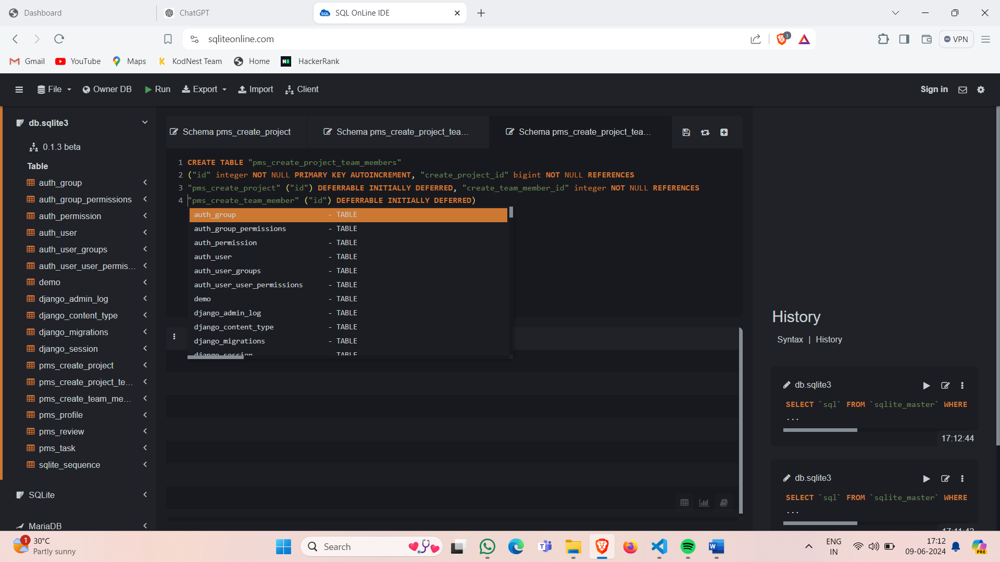 Dashboard
ChatGPT
SQL OnLine IDE
sqliteonline.com
3
VPN
Gmail
YouTube
Maps
KodNest Team
Home
HackerRank
File
Owner DB
Run
Export
Import
Client
Sign in
db.sqlite3
0.1.3 beta
Table
auth_group
auth_group_permissions
auth_permission
auth_user
auth_user_groups
auth_user_user_permis...
demo
django_admin_log
django_content_type
django_migrations
django_session
pms_create_project
pms_create_project_te...
pms_create_team_me...
pms_profile
pms_review
pms_task
sqlite_sequence
SQLite
MariaDB
Schema pms_create_project
Schema pms_create_project_tea...
Schema pms_create_project_tea...
1 CREATE TABLE "pms_create_project_team_members"
2 ("id" integer NOT NULL PRIMARY KEY AUTOINCREMENT, "create_project_id" bigint NOT NULL REFERENCES
3 "pms_create_project" ("id") DEFERRABLE INITIALLY DEFERRED, "create_team_member_id" integer NOT NULL REFERENCES
4 "pms_create_team_member" ("id") DEFERRABLE INITIALLY DEFERRED)
auth_group - TABLE
auth_group_permissions - TABLE
auth_permission - TABLE
auth_user - TABLE
auth_user_groups - TABLE
auth_user_user_permissions - TABLE
demo - TABLE
django_admin_log - TABLE
django_content_type - TABLE
django_migrations - TABLE
django_session TABLE
History
Syntax | History
db.sqlite3
SELECT `sql` FROM `sqlite_master` WHERE
...
17:12:44
db.sqlite3
SELECT `sql` FROM `sqlite_master` WHERE
...
1
30°C
Partly sunny
Search
ENG
IN
17:12
09-06-2024
PRE